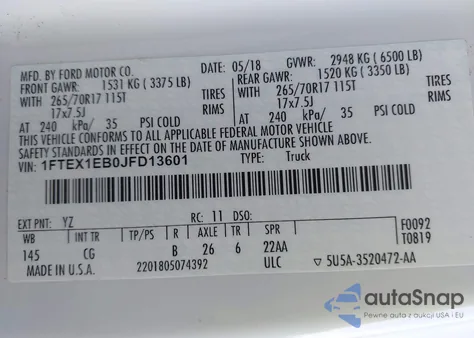 MFD. BY FORD MOTOR CO. DATE: 05/18 GVWR: 2948 KG (6500 LB)
FRONT GAWR: 1531 KG (3375 LB) REAR GAWR: 1520 KG (3350 LB)
WITH 265/70R17 115T TIRES WITH 265/70R17 115T TIRES
17x7.5J RIMS 17x7.5J RIMS
AT 240 kPa/ 35 PSI COLD AT 240 kPa/ 35 PSI COLD
THIS VEHICLE CONFORMS TO ALL APPLICABLE FEDERAL MOTOR VEHICLE
SAFETY STANDARDS IN EFFECT ON THE DATE OF MANUFACTURE SHOWN ABOVE.
VIN: 1FTEX1EB0JFD13601 TYPE: Truck
EXT PNT: YZ RC: 11 DSO:
WB INT TR TP/PS R AXLE TR SPR F0092
145 CG B 26 6 22AA T0819
MADE IN U.S.A. 2201805074392 ULC ▽ 5U5A-3520472-AA
autoSnap
Pewne auta z USA i EU